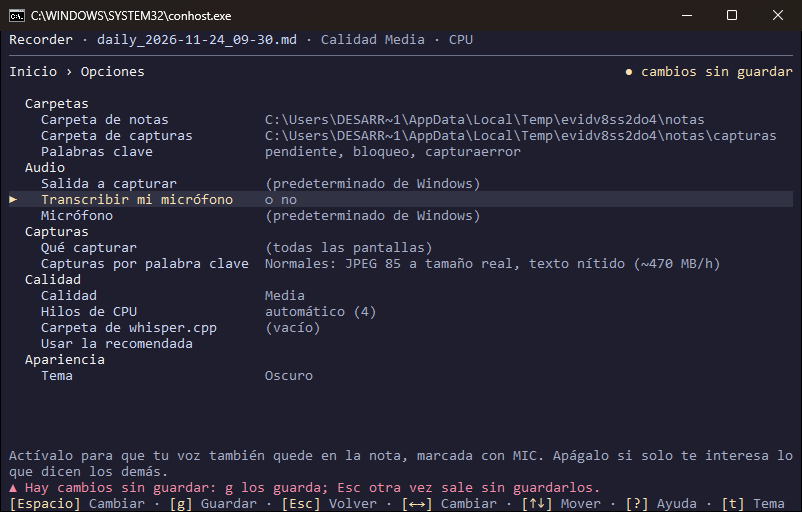 C:\WINDOWS\SYSTEM32\conhost.exe
Recorder · daily_2026-11-24_09-30.md · Calidad Media · CPU
Inicio › Opciones ● cambios sin guardar
Carpetas
Carpeta de notas C:\Users\DESARR~1\AppData\Local\Temp\evidv8ss2do4\notas
Carpeta de capturas C:\Users\DESARR~1\AppData\Local\Temp\evidv8ss2do4\notas\capturas
Palabras clave pendiente, bloqueo, capturaerror
Audio
Salida a capturar (predeterminado de Windows)
► Transcribir mi micrófono o no
Micrófono (predeterminado de Windows)
Capturas
Qué capturar (todas las pantallas)
Capturas por palabra clave Normales: JPEG 85 a tamaño real, texto nítido (~470 MB/h)
Calidad
Calidad Media
Hilos de CPU automático (4)
Carpeta de whisper.cpp (vacío)
Usar la recomendada
Apariencia
Tema Oscuro
Actívalo para que tu voz también quede en la nota, marcada con MIC. Apágalo si solo te interesa lo
que dicen los demás.
▲ Hay cambios sin guardar: g los guarda; Esc otra vez sale sin guardarlos.
[Espacio] Cambiar · [g] Guardar · [Esc] Volver · [↔] Cambiar · [↑↓] Mover · [?] Ayuda · [t] Tema